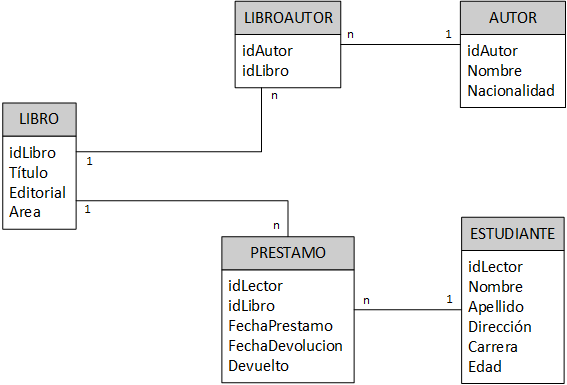 LIBROAUTOR
idAutor
idLibro
n
1
AUTOR
idAutor
Nombre
Nacionalidad
n
LIBRO
idLibro
Título
Editorial
Area
1
1
n
PRESTAMO
idLector
idLibro
FechaPrestamo
FechaDevolucion
Devuelto
n
1
ESTUDIANTE
idLector
Nombre
Apellido
Dirección
Carrera
Edad